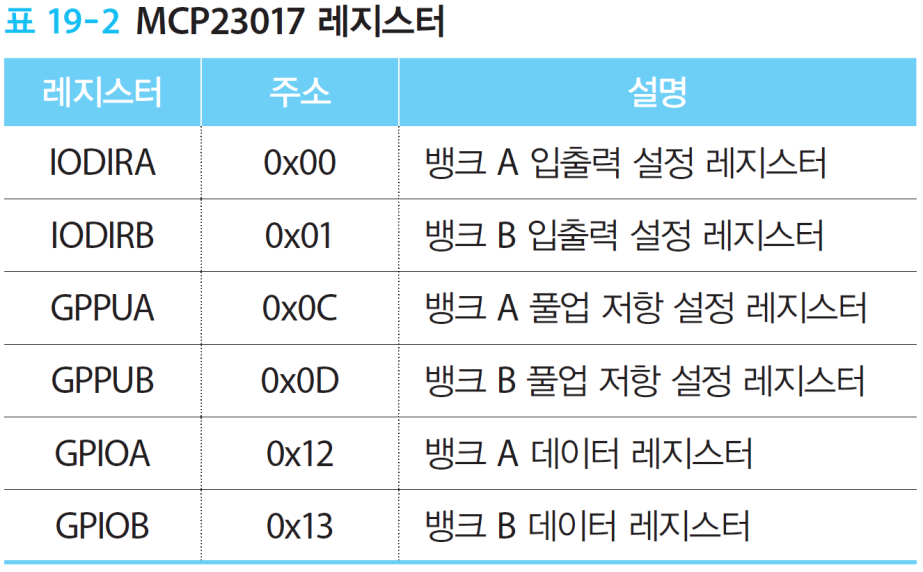 표 19-2 MCP23017 레지스터
레지스터 주소 설명
IODIRA 0x00 뱅크 A 입출력 설정 레지스터
IODIRB 0x01 뱅크 B 입출력 설정 레지스터
GPPUA 0x0C 뱅크 A 풀업 저항 설정 레지스터
GPPUB 0x0D 뱅크 B 풀업 저항 설정 레지스터
GPIOA 0x12 뱅크 A 데이터 레지스터
GPIOB 0x13 뱅크 B 데이터 레지스터